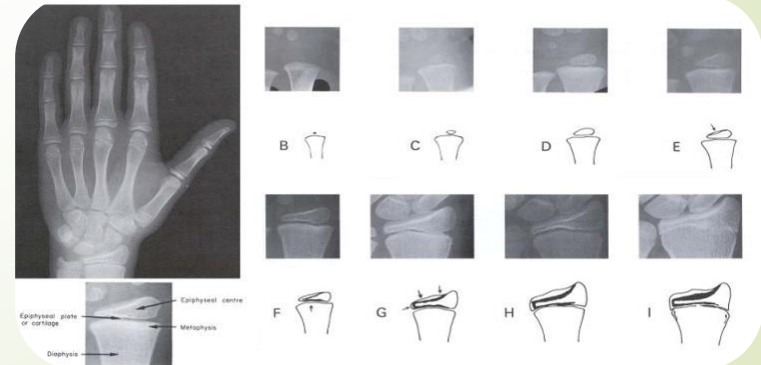 B
C
D
E
F
G
H
I
Epiphyseal centre
Epiphyseal plate
or cartilage
Metaphysis
Diaphysis